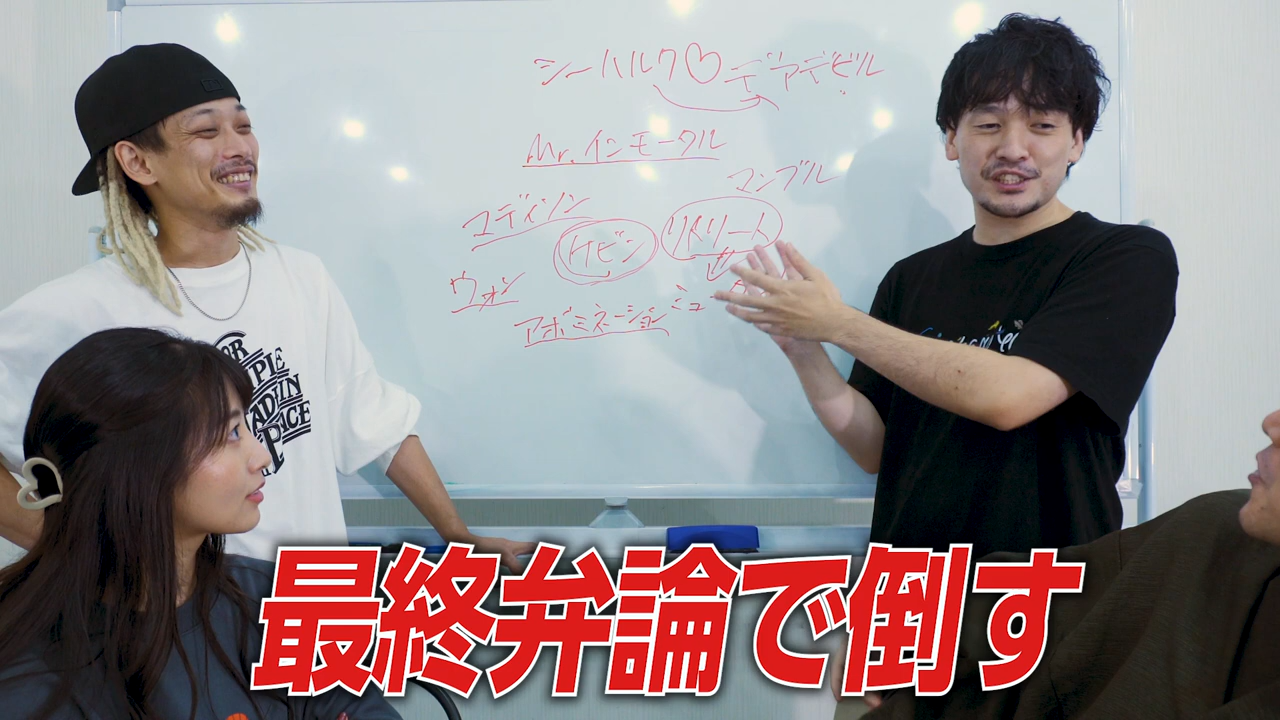 シーハルク♡デアデビル
Mr.インモータル
マンブル
マディソン
ケビン
リトリート
ウォン
アボミネーション
最終弁論で倒す